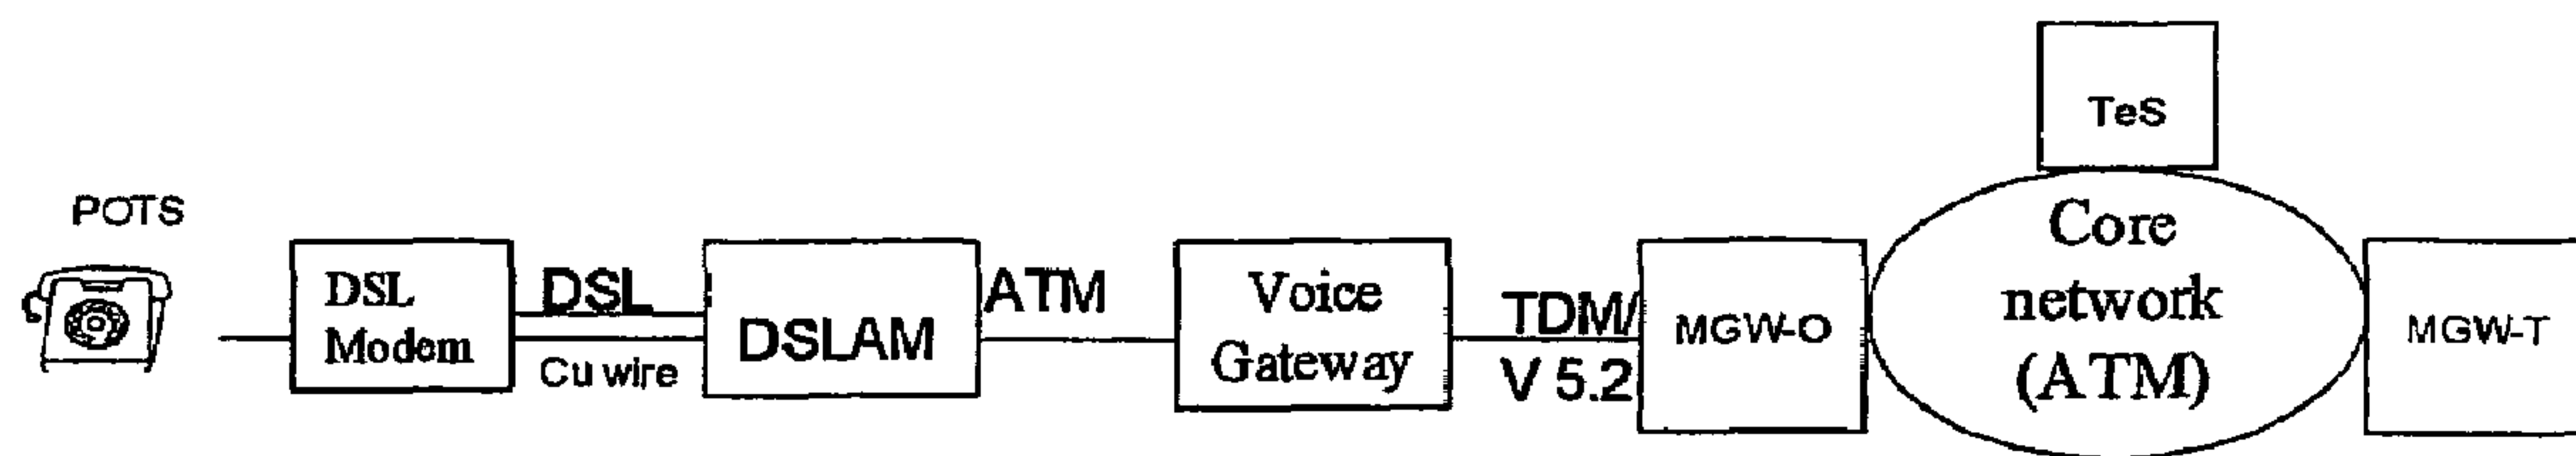 TeS
POTS
DSL
Modem
DSL
Cu wire
DSLAM
ATM
Voice
Gateway
TDM/
V 5.2
MGW-O
Core
network
(ATM)
MGW-T